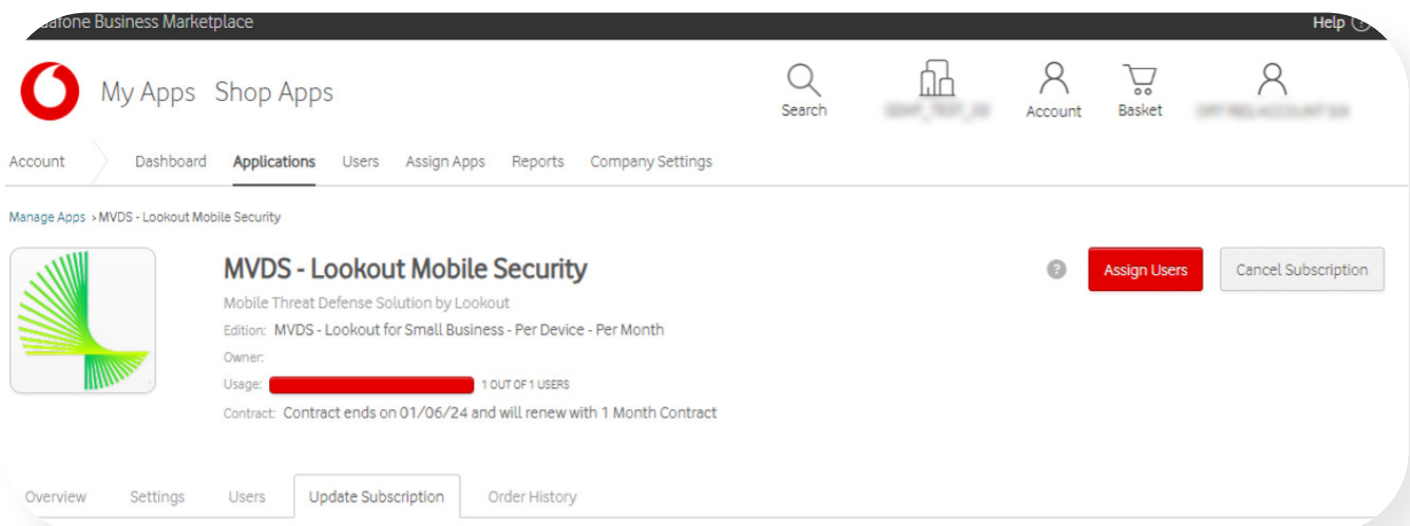 dafone Business Marketplace
Help ?
My Apps Shop Apps
Search
Account
Basket
Account Dashboard Applications Users Assign Apps Reports Company Settings
Manage Apps › MVDS - Lookout Mobile Security
MVDS - Lookout Mobile Security
? Assign Users Cancel Subscription
Mobile Threat Defense Solution by Lookout
Edition: MVDS - Lookout for Small Business - Per Device - Per Month
Owner:
Usage: 1 OUT OF 1 USERS
Contract: Contract ends on 01/06/24 and will renew with 1 Month Contract
Overview Settings Users Update Subscription Order History